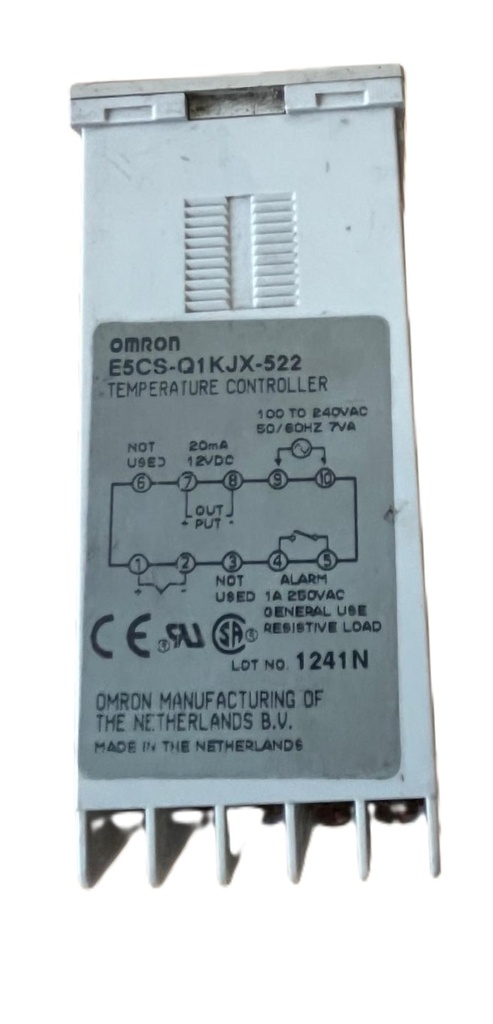 OMRON
E5CS-Q1KJX-522
TEMPERATURE CONTROLLER
100 TO 240VAC
50/60HZ 7VA
NOT USED
20mA 12VDC
6 7 8 9 10
OUT
+ PUT -
1 2 3 4 5
+ -
NOT USED
ALARM
1A 250VAC
GENERAL USE
RESISTIVE LOAD
CE UR SA
LOT NO. 1241N
OMRON MANUFACTURING OF
THE NETHERLANDS B.V.
MADE IN THE NETHERLANDS